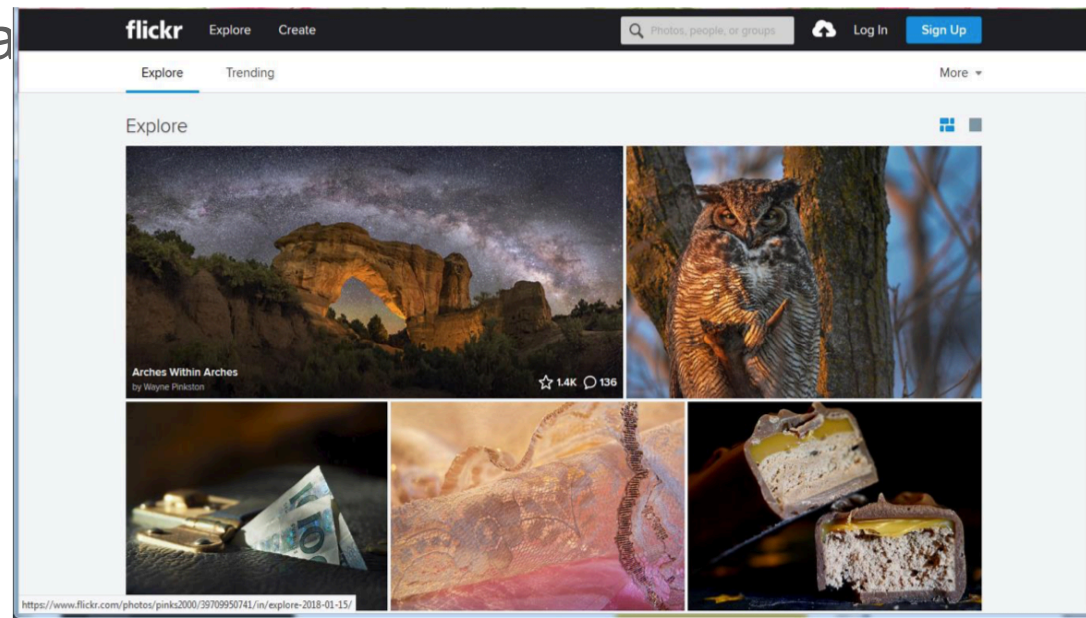 a
flickr Explore Create Photos, people, or groups Log In Sign Up
Explore Trending More
Explore
Arches Within Arches
by Wayne Pinkston 1.4K 136
https://www.flickr.com/photos/pinks2000/39709950741/in/explore-2018-01-15/